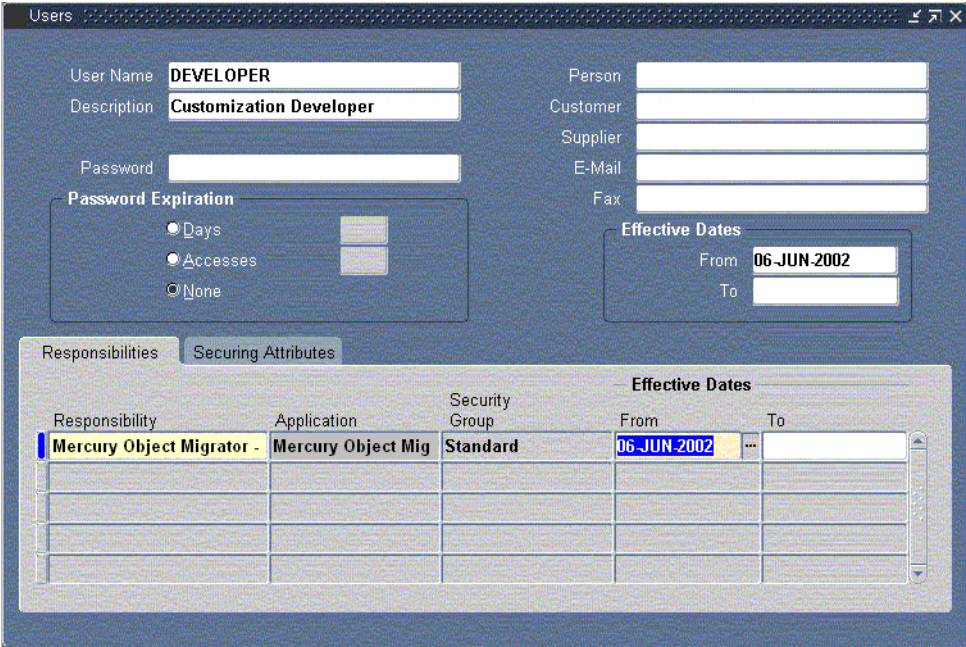 Users
User Name DEVELOPER
Description Customization Developer
Password
Password Expiration
Days
Accesses
None
Person
Customer
Supplier
E-Mail
Fax
Effective Dates
From 06-JUN-2002
To
Responsibilities Securing Attributes
Effective Dates
Security
Responsibility Application Group From To
Mercury Object Migrator - Mercury Object Mig Standard 06-JUN-2002 ...